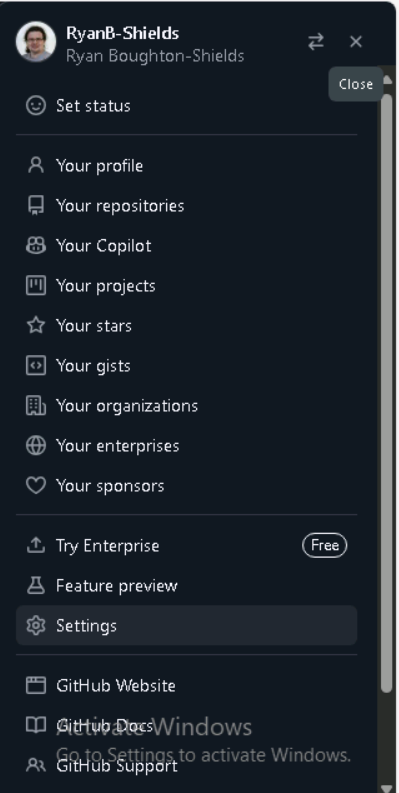 RyanB-Shields
Ryan Boughton-Shields
Close
Set status
Your profile
Your repositories
Your Copilot
Your projects
Your stars
Your gists
Your organizations
Your enterprises
Your sponsors
Try Enterprise Free
Feature preview
Settings
GitHub Website
GitHub Docs
Activate Windows
Go to Settings to activate Windows.
GitHub Support